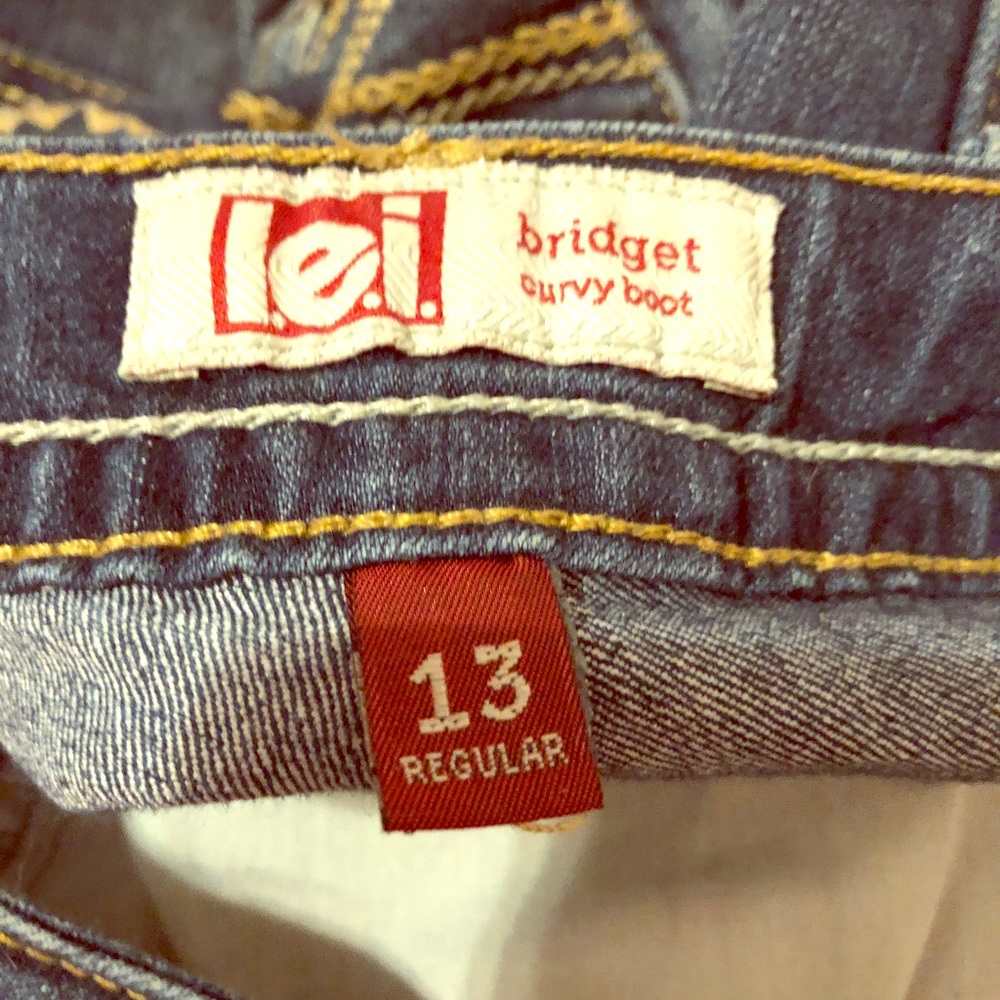 l.e.i.
bridget
curvy boot
13
REGULAR